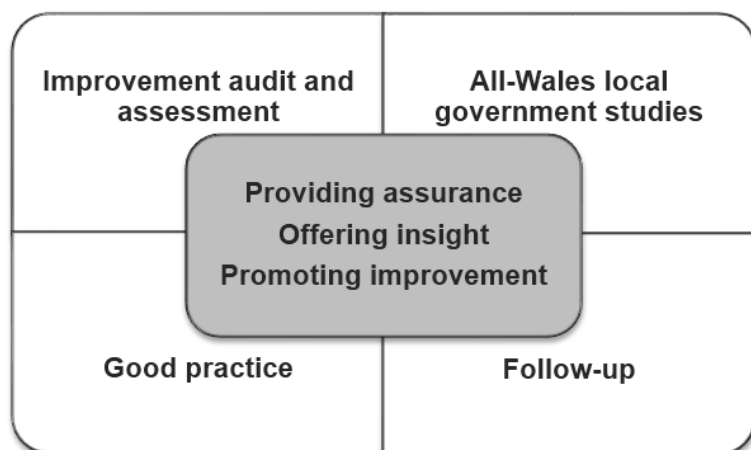 Improvement audit and
assessment
All-Wales local
government studies
Providing assurance
Offering insight
Promoting improvement
Good practice
Follow-up